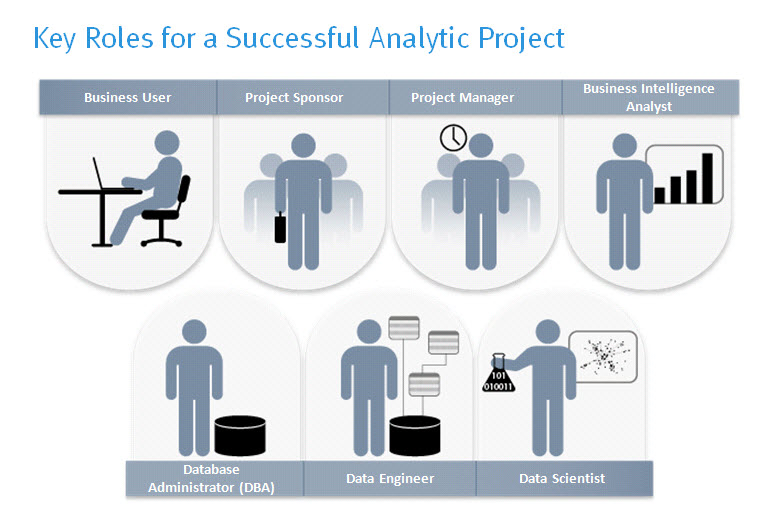 Key Roles for a Successful Analytic Project
Business User
Project Sponsor
Project Manager
Business Intelligence
Analyst
101
010011
Database
Administrator (DBA)
Data Engineer
Data Scientist